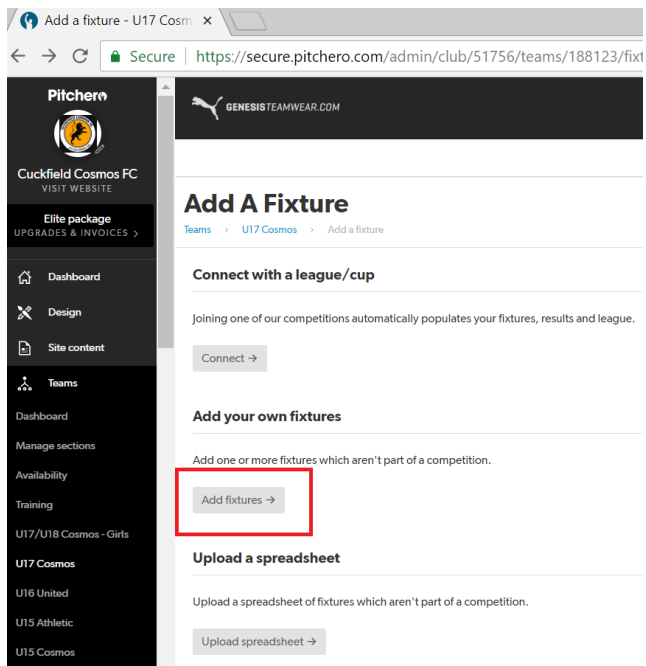 Add a fixture - U17 Cosm
Secure
https://secure.pitchero.com/admin/club/51756/teams/188123/fixt
Pitchero
Cuckfield Cosmos FC
VISIT WEBSITE
Elite package
UPGRADES & INVOICES >
Dashboard
Design
Site content
Teams
Dashboard
Manage sections
Availability
Training
U17/U18 Cosmos - Girls
U17 Cosmos
U16 United
U15 Athletic
U15 Cosmos
GENESISTEAMWEAR.COM
Add A Fixture
Teams > U17 Cosmos > Add a fixture
Connect with a league/cup
Joining one of our competitions automatically populates your fixtures, results and league.
Connect →
Add your own fixtures
Add one or more fixtures which aren't part of a competition.
Add fixtures →
Upload a spreadsheet
Upload a spreadsheet of fixtures which aren't part of a competition.
Upload spreadsheet →